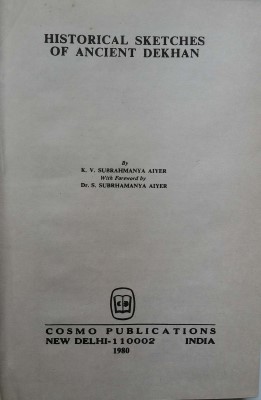 HISTORICAL SKETCHES
OF ANCIENT DEKHAN
By
K. V. SUBRAHMANYA AIYER
With Foreword by
Dr. S. SUBRHAMANYA AIYER
COSMO PUBLICATIONS
NEW DELHI-110002 INDIA
1980